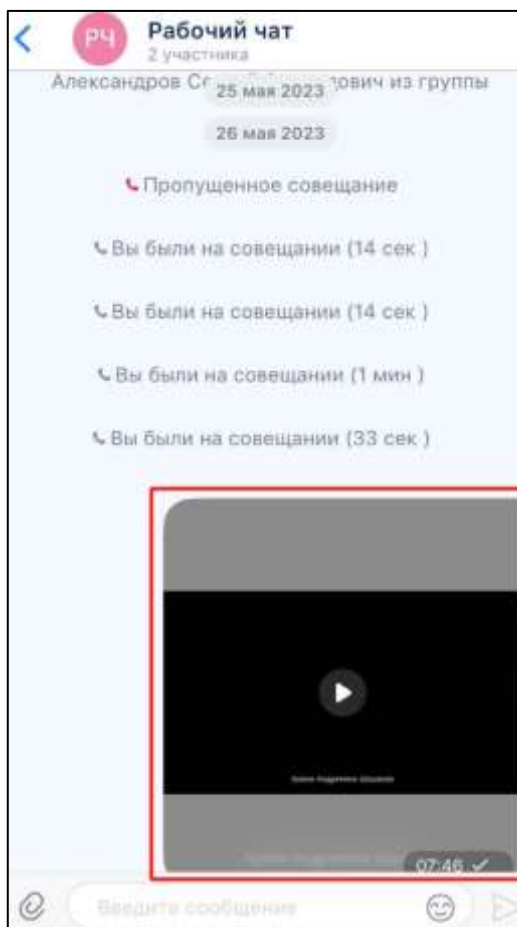 РЧ
Рабочий чат
2 участника
Александров ович из группы
25 мая 2023
26 мая 2023
Пропущенное совещание
Вы были на совещании (14 сек )
Вы были на совещании (14 сек )
Вы были на совещании (1 мин )
Вы были на совещании (33 сек )
07:46
Введите сообщение